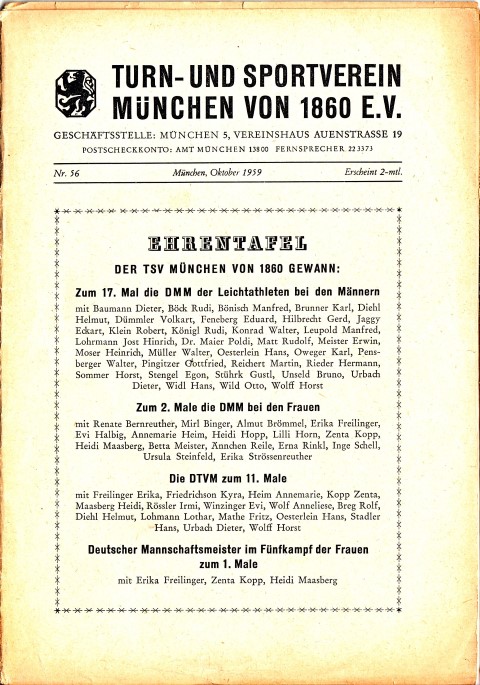 TURN- UND SPORTVEREIN
MÜNCHEN VON 1860 E.V.
GESCHÄFTSSTELLE: MÜNCHEN 5, VEREINSHAUS AUENSTRASSE 19
POSTSCHECKKONTO: AMT MÜNCHEN 13800 FERNSPRECHER 223373
Nr. 56 München, Oktober 1959 Erscheint 2-mtl.
EHRENTAFEL
DER TSV MÜNCHEN VON 1860 GEWANN:
Zum 17. Mal die DMM der Leichtathleten bei den Männern
mit Baumann Dieter, Böck Rudi, Bönisch Manfred, Brunner Karl, Diehl
Helmut, Dümmler Volkart, Feneberg Eduard, Hilbrecht Gerd, Jaggy
Eckart, Klein Robert, Königl Rudi, Konrad Walter, Leupold Manfred,
Lohrmann Jost Hinrich, Dr. Maier Poldi, Matt Rudolf, Meister Erwin,
Moser Heinrich, Müller Walter, Oesterlein Hans, Oweger Karl, Pens-
berger Walter, Pingitzer Gottfried, Reichert Martin, Rieder Hermann,
Sommer Horst, Stengel Egon, Stührk Gustl, Unseld Bruno, Urbach
Dieter, Widl Hans, Wild Otto, Wolff Horst
Zum 2. Male die DMM bei den Frauen
mit Renate Bernreuther, Mirl Binger, Almut Brömmel, Erika Freilinger,
Evi Halbig, Annemarie Heim, Heidi Hopp, Lilli Horn, Zenta Kopp,
Heidi Maasberg, Betta Meister, Ännchen Reile, Erna Rinkl, Inge Schell,
Ursula Steinfeld, Erika Strössenreuther
Die DTVM zum 11. Male
mit Freilinger Erika, Friedrichson Kyra, Heim Annemarie, Kopp Zenta,
Maasberg Heidi, Rössler Irmi, Winzinger Evi, Wolf Anneliese, Breg Rolf,
Diehl Helmut, Lohmann Lothar, Mathe Fritz, Oesterlein Hans, Stadler
Hans, Urbach Dieter, Wolff Horst
Deutscher Mannschaftsmeister im Fünfkampf der Frauen
zum 1. Male
mit Erika Freilinger, Zenta Kopp, Heidi Maasberg